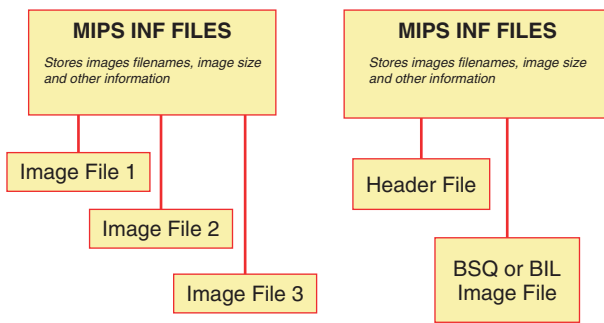 MIPS INF FILES
Stores images filenames, image size
and other information
Image File 1
Image File 2
Image File 3
MIPS INF FILES
Stores images filenames, image size
and other information
Header File
BSQ or BIL
Image File